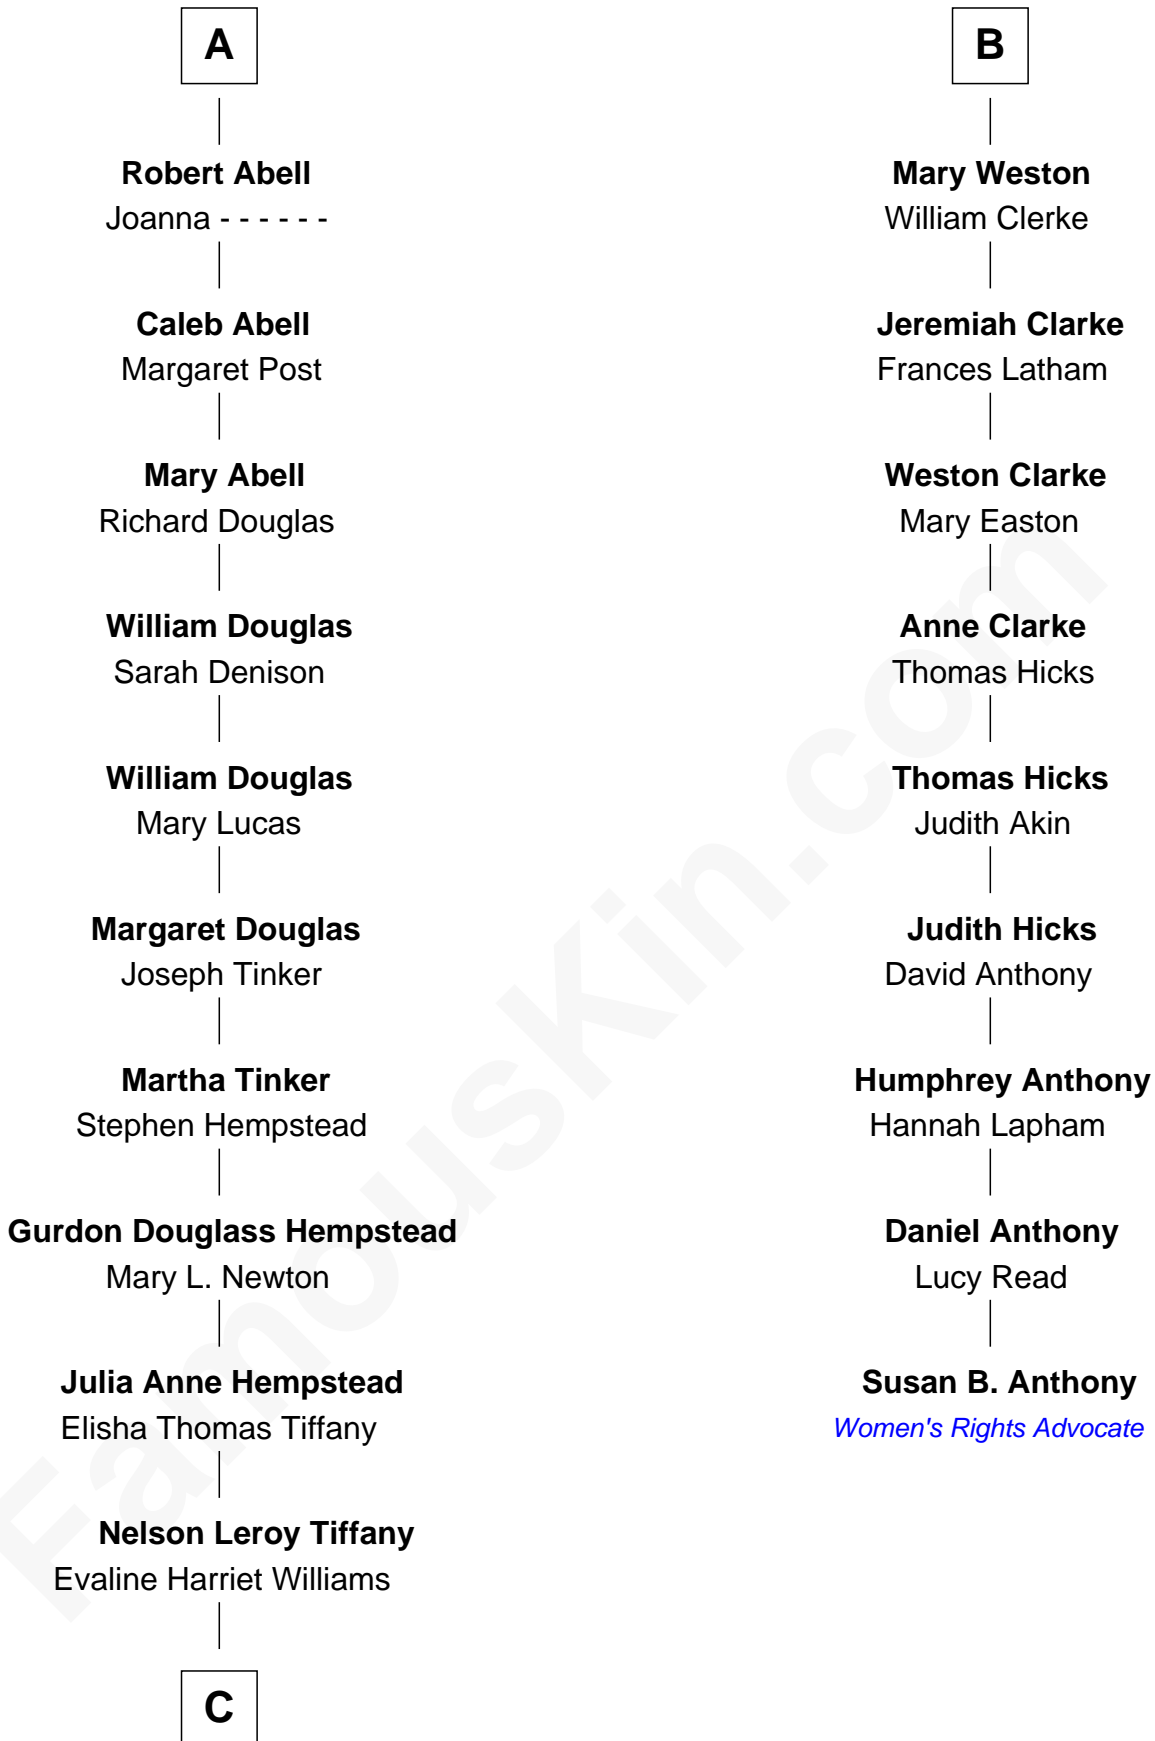 A
Robert Abell
Joanna - - - - - -
Caleb Abell
Margaret Post
Mary Abell
Richard Douglas
William Douglas
Sarah Denison
William Douglas
Mary Lucas
Margaret Douglas
Joseph Tinker
Martha Tinker
Stephen Hempstead
Gurdon Douglass Hempstead
Mary L. Newton
Julia Anne Hempstead
Elisha Thomas Tiffany
Nelson Leroy Tiffany
Evaline Harriet Williams
C
B
Mary Weston
William Clerke
Jeremiah Clarke
Frances Latham
Weston Clarke
Mary Easton
Anne Clarke
Thomas Hicks
Thomas Hicks
Judith Akin
Judith Hicks
David Anthony
Humphrey Anthony
Hannah Lapham
Daniel Anthony
Lucy Read
Susan B. Anthony
Women's Rights Advocate
FamousKin.com